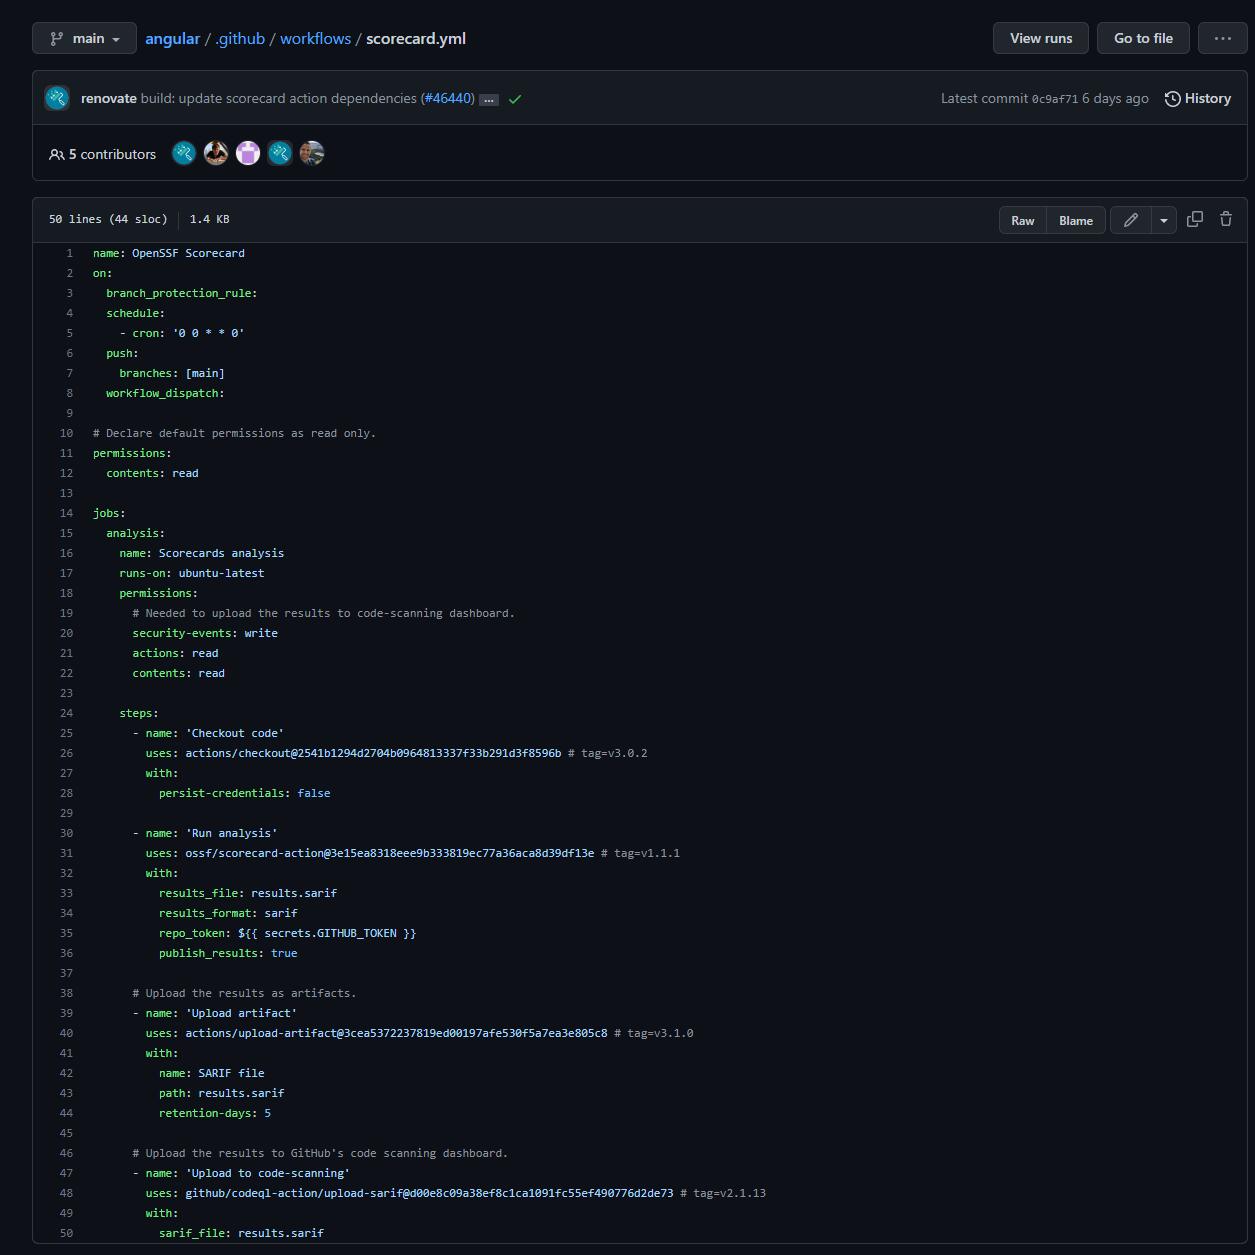 main
angular / .github / workflows / scorecard.yml
View runs
Go to file
...
renovate build: update scorecard action dependencies (#46440) ...
Latest commit 0c9af71 6 days ago
History
5 contributors
50 lines (44 sloc) | 1.4 KB
Raw
Blame
1 name: OpenSSF Scorecard
2 on:
3   branch_protection_rule:
4   schedule:
5     - cron: '0 0 * * 0'
6   push:
7     branches: [main]
8   workflow_dispatch:
9
10 # Declare default permissions as read only.
11 permissions:
12   contents: read
13
14 jobs:
15   analysis:
16     name: Scorecards analysis
17     runs-on: ubuntu-latest
18     permissions:
19       # Needed to upload the results to code-scanning dashboard.
20       security-events: write
21       actions: read
22       contents: read
23
24     steps:
25       - name: 'Checkout code'
26         uses: actions/checkout@2541b1294d2704b0964813337f33b291d3f8596b # tag=v3.0.2
27         with:
28           persist-credentials: false
29
30       - name: 'Run analysis'
31         uses: ossf/scorecard-action@3e15ea8318eee9b333819ec77a36aca8d39df13e # tag=v1.1.1
32         with:
33           results_file: results.sarif
34           results_format: sarif
35           repo_token: ${{ secrets.GITHUB_TOKEN }}
36           publish_results: true
37
38       # Upload the results as artifacts.
39       - name: 'Upload artifact'
40         uses: actions/upload-artifact@3cea5372237819ed00197afe530f5a7ea3e805c8 # tag=v3.1.0
41         with:
42           name: SARIF file
43           path: results.sarif
44           retention-days: 5
45
46       # Upload the results to GitHub's code scanning dashboard.
47       - name: 'Upload to code-scanning'
48         uses: github/codeql-action/upload-sarif@d00e8c09a38ef8c1ca1091fc55ef490776d2de73 # tag=v2.1.13
49         with:
50           sarif_file: results.sarif